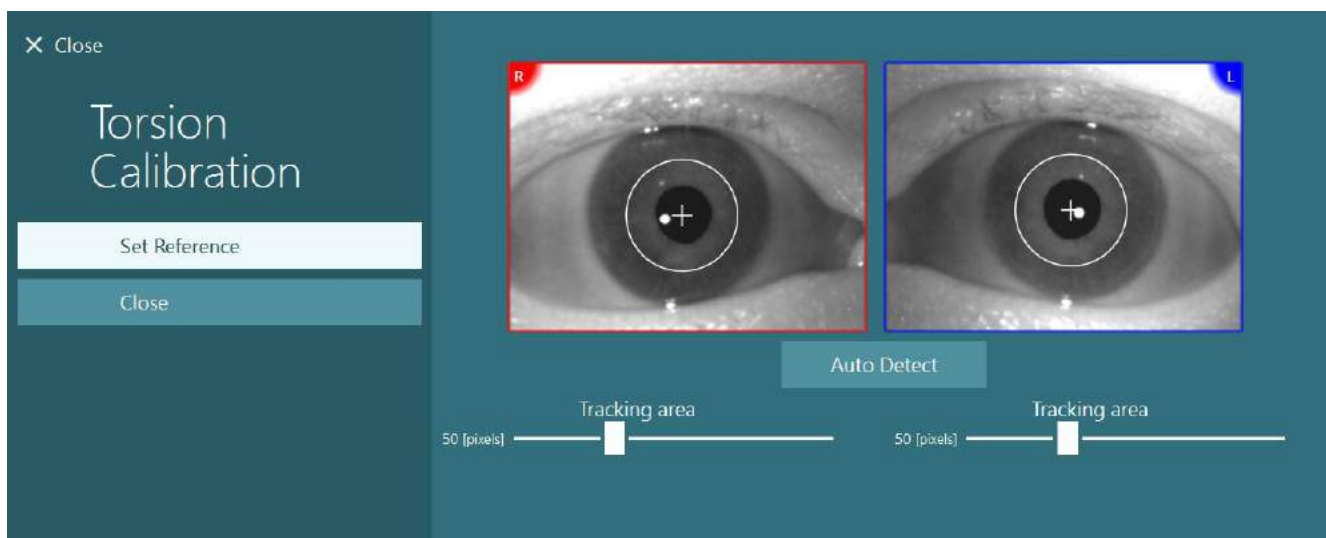 Close
Torsion
Calibration
Set Reference
Close
R
L
Auto Detect
Tracking area
50 [pixels]
Tracking area
50 [pixels]